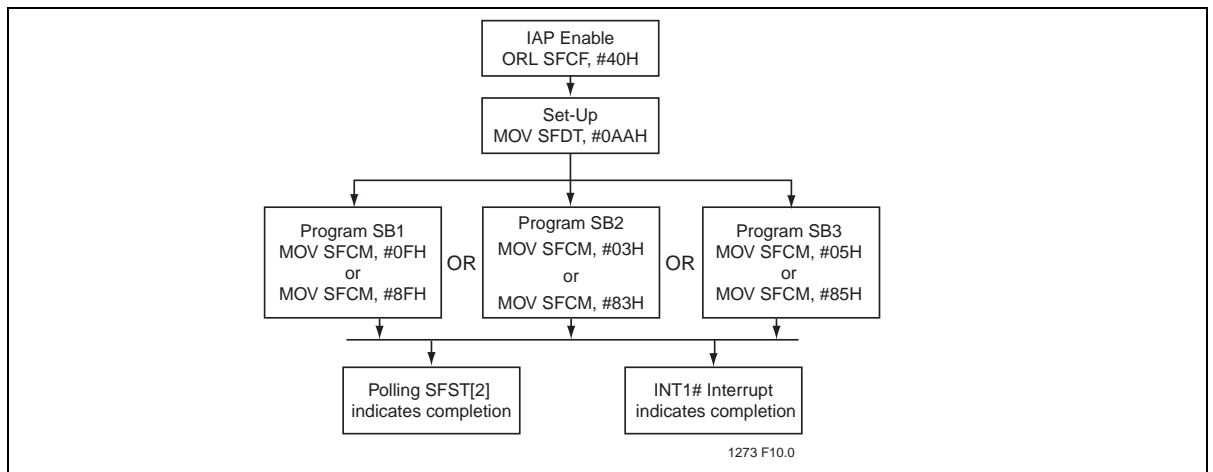 IAP Enable
ORL SFCF, #40H
Set-Up
MOV SFDT, #0AAH
Program SB1
MOV SFCM, #0FH
or
MOV SFCM, #8FH
OR
Program SB2
MOV SFCM, #03H
or
MOV SFCM, #83H
OR
Program SB3
MOV SFCM, #05H
or
MOV SFCM, #85H
Polling SFST[2]
indicates completion
INT1# Interrupt
indicates completion
1273 F10.0